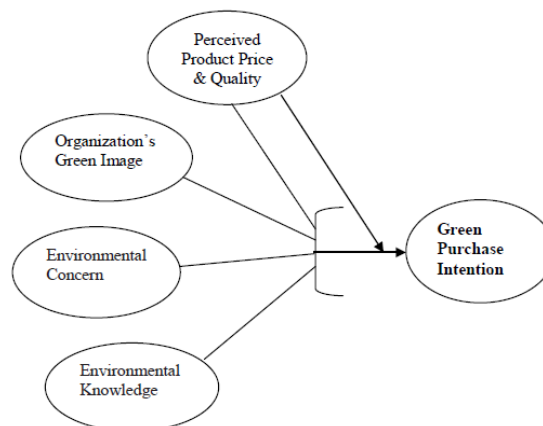 Perceived
Product Price
& Quality
Organization's
Green Image
Environmental
Concern
Green
Purchase
Intention
Environmental
Knowledge